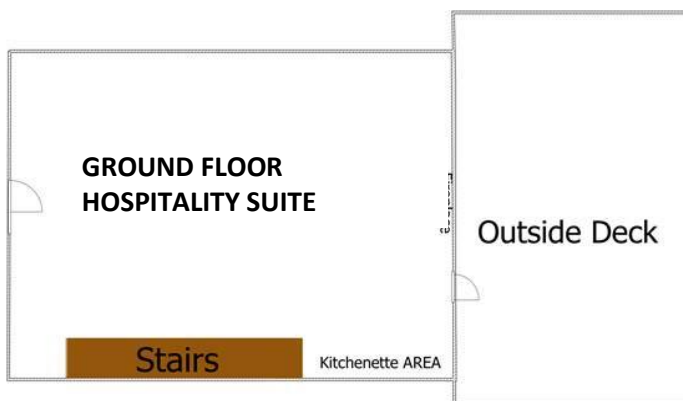 GROUND FLOOR
HOSPITALITY SUITE
Outside Deck
Stairs
Kitchenette AREA